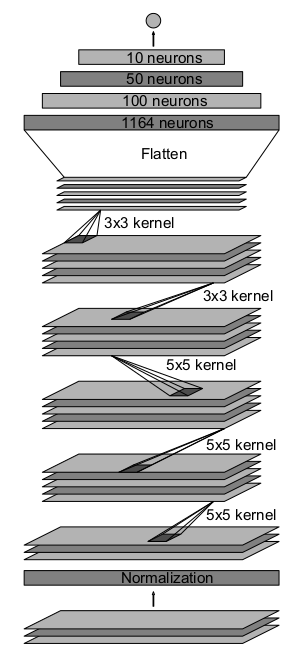 10 neurons
50 neurons
100 neurons
1164 neurons
Flatten
3x3 kernel
3x3 kernel
5x5 kernel
5x5 kernel
5x5 kernel
Normalization